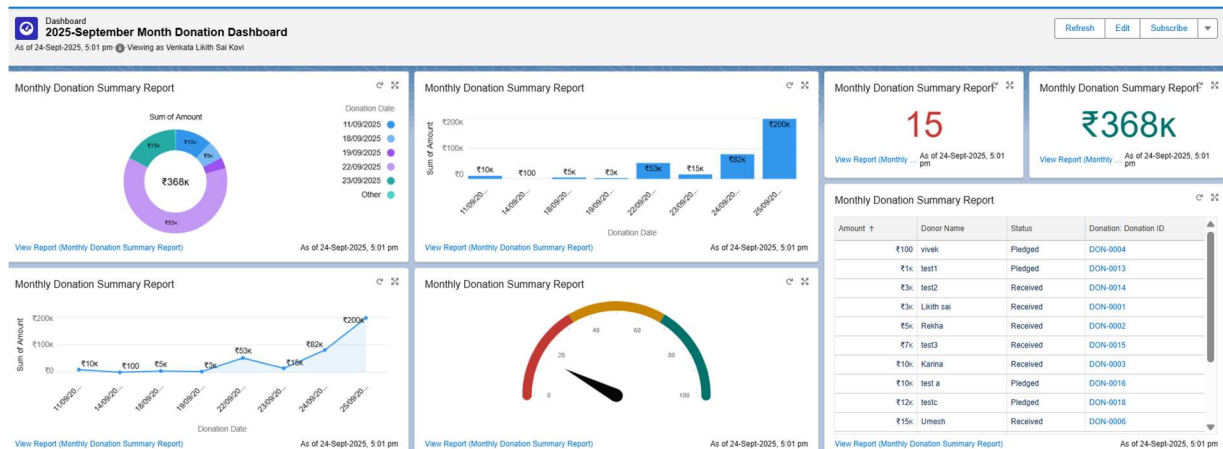 Dashboard
2025-September Month Donation Dashboard
As of 24-Sept-2025, 5:01 pm Viewing as Venkata Likith Sai Kovi
Refresh Edit Subscribe
Monthly Donation Summary Report
Sum of Amount
Donation Date
11/09/2025
18/09/2025
19/09/2025
22/09/2025
23/09/2025
Other
₹10K
₹5K
₹15K
₹53K
₹368K
View Report (Monthly Donation Summary Report)
As of 24-Sept-2025, 5:01 pm
Monthly Donation Summary Report
Sum of Amount
₹200K
₹100K
₹0
₹10K ₹100 ₹5K ₹3K ₹53K ₹15K ₹82K ₹200K
11/09/20... 14/09/20... 18/09/20... 19/09/20... 22/09/20... 23/09/20... 24/09/20... 25/09/20...
Donation Date
View Report (Monthly Donation Summary Report)
As of 24-Sept-2025, 5:01 pm
Monthly Donation Summary Report
15
View Report (Monthly ... As of 24-Sept-2025, 5:01
pm
Monthly Donation Summary Report
₹368K
View Report (Monthly ... As of 24-Sept-2025, 5:01
pm
Monthly Donation Summary Report
Sum of Amount
₹200K
₹100K
₹0
₹10K ₹100 ₹5K ₹3K ₹53K ₹15K ₹82K ₹200K
11/09/20... 14/09/20... 18/09/20... 19/09/20... 22/09/20... 23/09/20... 24/09/20... 25/09/20...
Donation Date
View Report (Monthly Donation Summary Report)
As of 24-Sept-2025, 5:01 pm
Monthly Donation Summary Report
0 20 40 60 80 100
View Report (Monthly Donation Summary Report)
As of 24-Sept-2025, 5:01 pm
Monthly Donation Summary Report
Amount ↑ Donor Name Status Donation: Donation ID
₹100 vivek Pledged DON-0004
₹1K test1 Pledged DON-0013
₹3K test2 Received DON-0014
₹3K Likith sai Received DON-0001
₹5K Rekha Received DON-0002
₹7K test3 Received DON-0015
₹10K Karina Received DON-0003
₹10K test a Pledged DON-0016
₹12K testc Pledged DON-0018
₹15K Umesh Received DON-0006
View Report (Monthly Donation Summary Report)
As of 24-Sept-2025, 5:01 pm